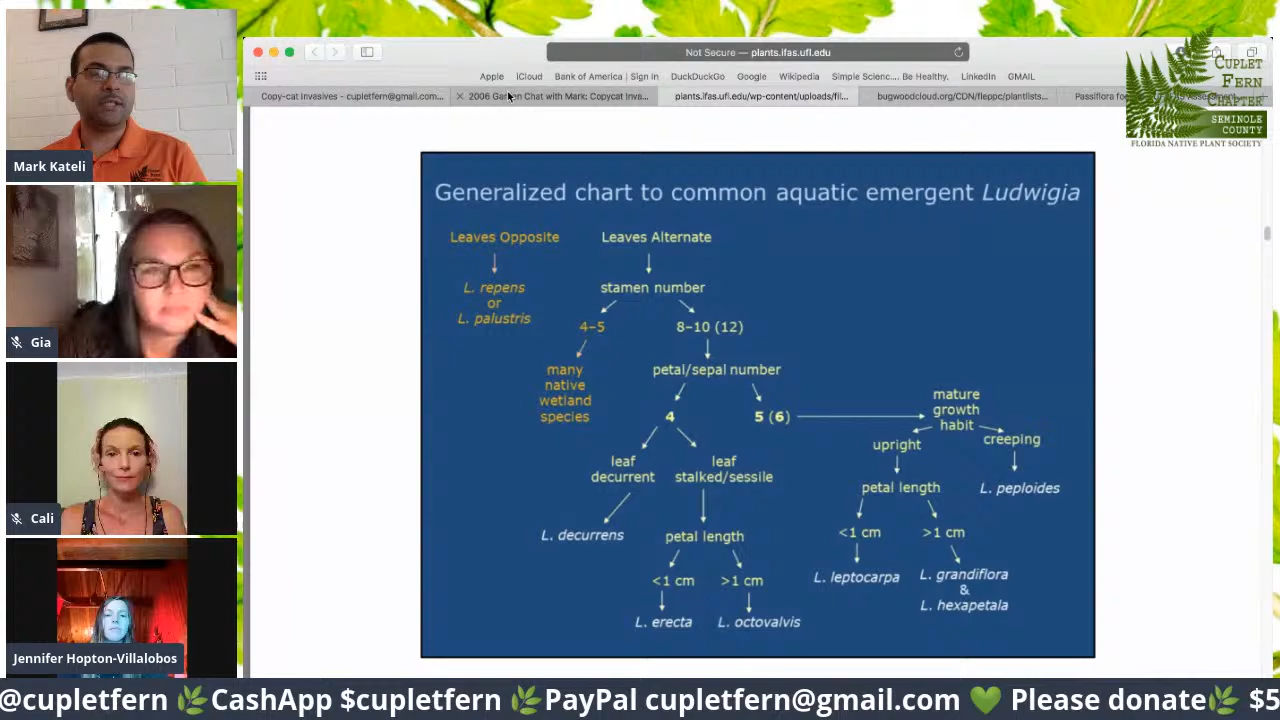 Not Secure — plants.ifas.ufl.edu
Apple iCloud Bank of America | Sign In DuckDuckGo Google Wikipedia Simple Scienc... Be Healthy. LinkedIn GMAIL
Copy-cat Invasives - cupletfern@gmail.com... 2006 Garden Chat with Mark: Copycat Inva... plants.ifas.ufl.edu/wp-content/uploads/fil... bugwoodcloud.org/CDN/fleppc/plantlists... Passiflora
CUPLET
FERN
CHAPTER
SEMINOLE
COUNTY
FLORIDA NATIVE PLANT SOCIETY
Mark Kateli
Gia
Cali
Jennifer Hopton-Villalobos
Generalized chart to common aquatic emergent Ludwigia
Leaves Opposite
L. repens
or
L. palustris
Leaves Alternate
stamen number
4–5
many
native
wetland
species
8–10 (12)
petal/sepal number
4
5 (6)
leaf
decurrent
L. decurrens
leaf
stalked/sessile
petal length
<1 cm
>1 cm
L. erecta
L. octovalvis
mature
growth
habit
upright
creeping
petal length
L. peploides
<1 cm
>1 cm
L. leptocarpa
L. grandiflora
&
L. hexapetala
@cupletfern 🌿CashApp $cupletfern 🌿PayPal cupletfern@gmail.com 💚 Please donate🌿 $5